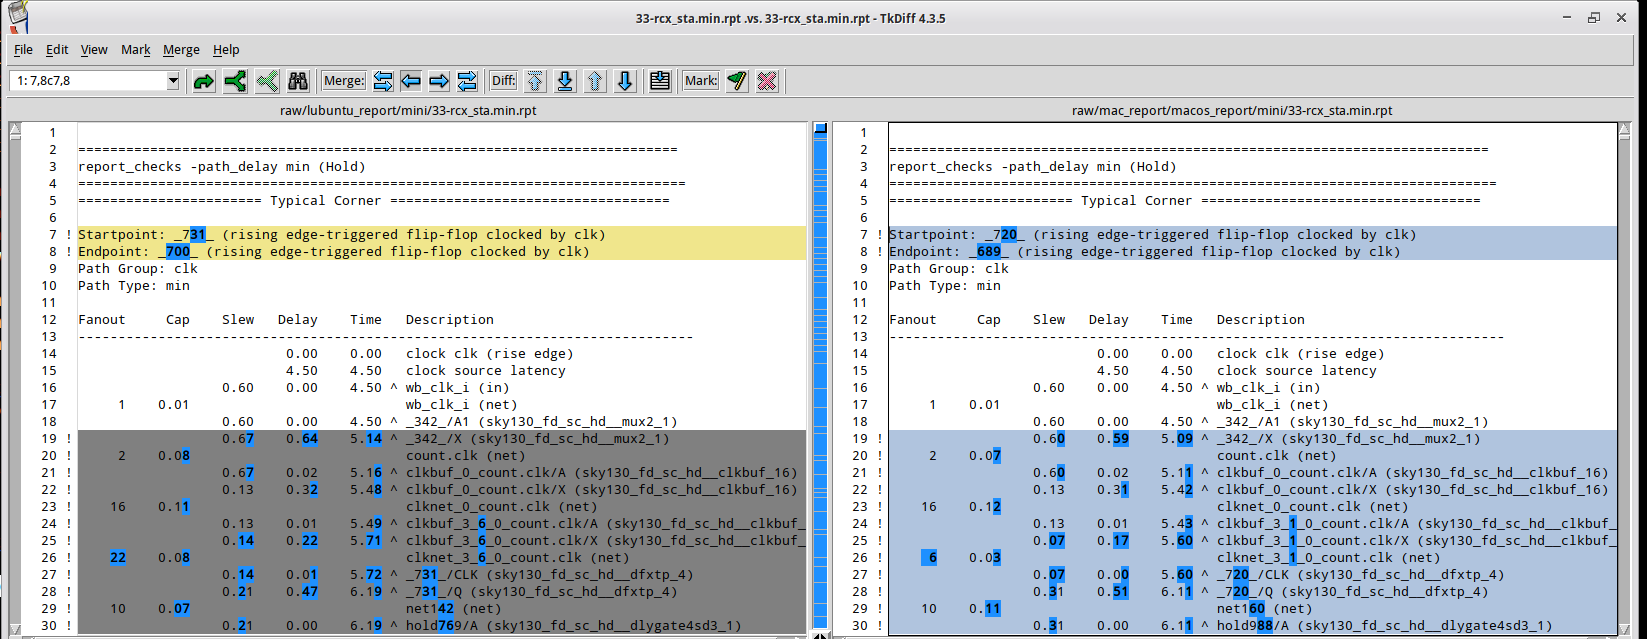 33-rcx_sta.min.rpt .vs. 33-rcx_sta.min.rpt - TkDiff 4.3.5
File Edit View Mark Merge Help
1: 7,8c7,8 Merge: Diff: Mark:
raw/lubuntu_report/mini/33-rcx_sta.min.rpt
1
2 ===========================================================================
3 report_checks -path_delay min (Hold)
4 ============================================================================
5 ======================= Typical Corner ===================================
6
7 ! Startpoint: _731_ (rising edge-triggered flip-flop clocked by clk)
8 ! Endpoint: _700_ (rising edge-triggered flip-flop clocked by clk)
9 Path Group: clk
10 Path Type: min
11
12 Fanout Cap Slew Delay Time Description
13 -----------------------------------------------------------------------------
14 0.00 0.00 clock clk (rise edge)
15 4.50 4.50 clock source latency
16 0.60 0.00 4.50 ^ wb_clk_i (in)
17 1 0.01 wb_clk_i (net)
18 0.60 0.00 4.50 ^ _342_/A1 (sky130_fd_sc_hd__mux2_1)
19 ! 0.67 0.64 5.14 ^ _342_/X (sky130_fd_sc_hd__mux2_1)
20 ! 2 0.08 count.clk (net)
21 ! 0.67 0.02 5.16 ^ clkbuf_0_count.clk/A (sky130_fd_sc_hd__clkbuf_16)
22 ! 0.13 0.32 5.48 ^ clkbuf_0_count.clk/X (sky130_fd_sc_hd__clkbuf_16)
23 ! 16 0.11 clknet_0_count.clk (net)
24 ! 0.13 0.01 5.49 ^ clkbuf_3_6_0_count.clk/A (sky130_fd_sc_hd__clkbuf_
25 ! 0.14 0.22 5.71 ^ clkbuf_3_6_0_count.clk/X (sky130_fd_sc_hd__clkbuf_
26 ! 22 0.08 clknet_3_6_0_count.clk (net)
27 ! 0.14 0.01 5.72 ^ _731_/CLK (sky130_fd_sc_hd__dfxtp_4)
28 ! 0.21 0.47 6.19 ^ _731_/Q (sky130_fd_sc_hd__dfxtp_4)
29 ! 10 0.07 net142 (net)
30 ! 0.21 0.00 6.19 ^ hold769/A (sky130_fd_sc_hd__dlygate4sd3_1)
raw/mac_report/macos_report/mini/33-rcx_sta.min.rpt
1
2 ===========================================================================
3 report_checks -path_delay min (Hold)
4 ============================================================================
5 ======================= Typical Corner ===================================
6
7 ! Startpoint: _720_ (rising edge-triggered flip-flop clocked by clk)
8 ! Endpoint: _689_ (rising edge-triggered flip-flop clocked by clk)
9 Path Group: clk
10 Path Type: min
11
12 Fanout Cap Slew Delay Time Description
13 -----------------------------------------------------------------------------
14 0.00 0.00 clock clk (rise edge)
15 4.50 4.50 clock source latency
16 0.60 0.00 4.50 ^ wb_clk_i (in)
17 1 0.01 wb_clk_i (net)
18 0.60 0.00 4.50 ^ _342_/A1 (sky130_fd_sc_hd__mux2_1)
19 ! 0.60 0.59 5.09 ^ _342_/X (sky130_fd_sc_hd__mux2_1)
20 ! 2 0.07 count.clk (net)
21 ! 0.60 0.02 5.11 ^ clkbuf_0_count.clk/A (sky130_fd_sc_hd__clkbuf_16)
22 ! 0.13 0.31 5.42 ^ clkbuf_0_count.clk/X (sky130_fd_sc_hd__clkbuf_16)
23 ! 16 0.12 clknet_0_count.clk (net)
24 ! 0.13 0.01 5.43 ^ clkbuf_3_1_0_count.clk/A (sky130_fd_sc_hd__clkbuf_
25 ! 0.07 0.17 5.60 ^ clkbuf_3_1_0_count.clk/X (sky130_fd_sc_hd__clkbuf_
26 ! 6 0.03 clknet_3_1_0_count.clk (net)
27 ! 0.07 0.00 5.60 ^ _720_/CLK (sky130_fd_sc_hd__dfxtp_4)
28 ! 0.31 0.51 6.11 ^ _720_/Q (sky130_fd_sc_hd__dfxtp_4)
29 ! 10 0.11 net160 (net)
30 ! 0.31 0.00 6.11 ^ hold988/A (sky130_fd_sc_hd__dlygate4sd3_1)